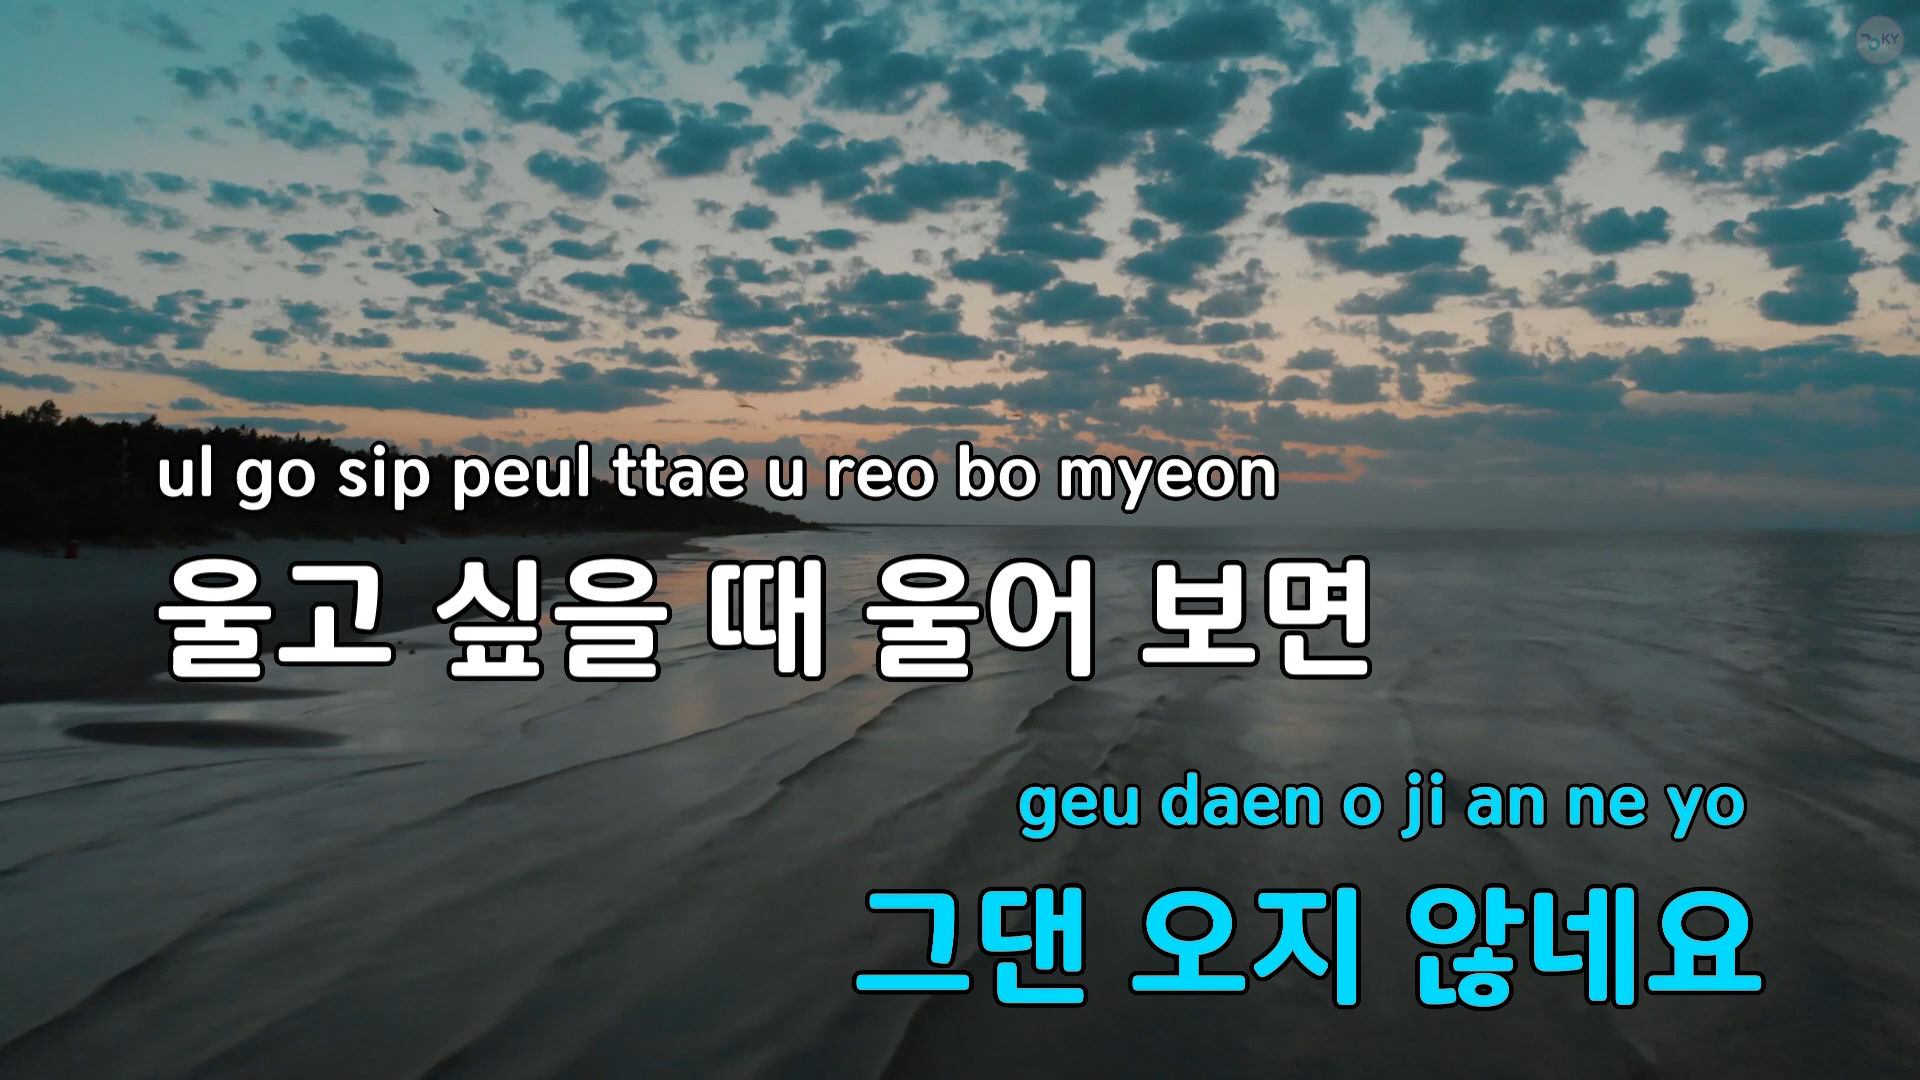 KY
ul go sip peul ttae u reo bo myeon
울고 싶을 때 울어 보면
geu daen o ji an ne yo
그댄 오지 않네요